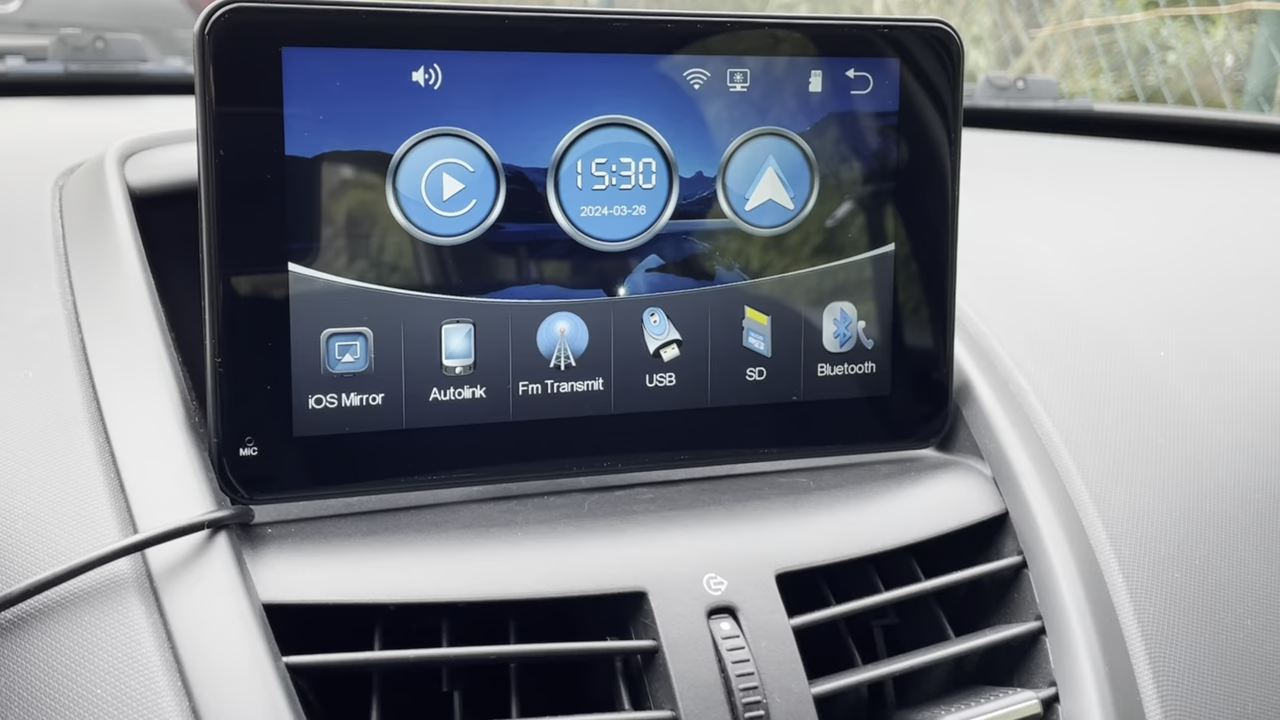 15:30
2024-03-26
iOS Mirror
Autolink
Fm Transmit
USB
SD
Bluetooth
MIC